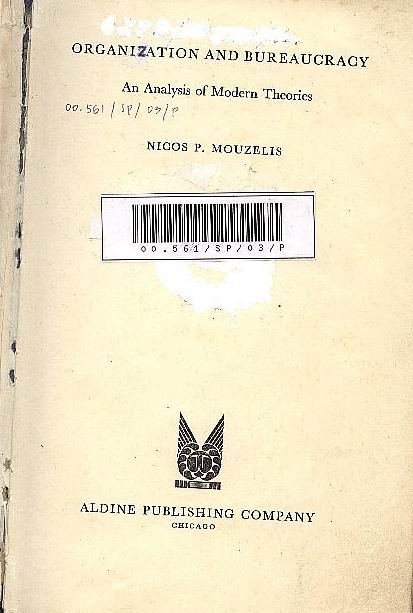 ORGANIZATION AND BUREAUCRACY
An Analysis of Modern Theories
00.561/SP/03/P
NICOS P. MOUZELIS
00.561/SP/03/P
ALDINE PUBLISHING COMPANY
CHICAGO